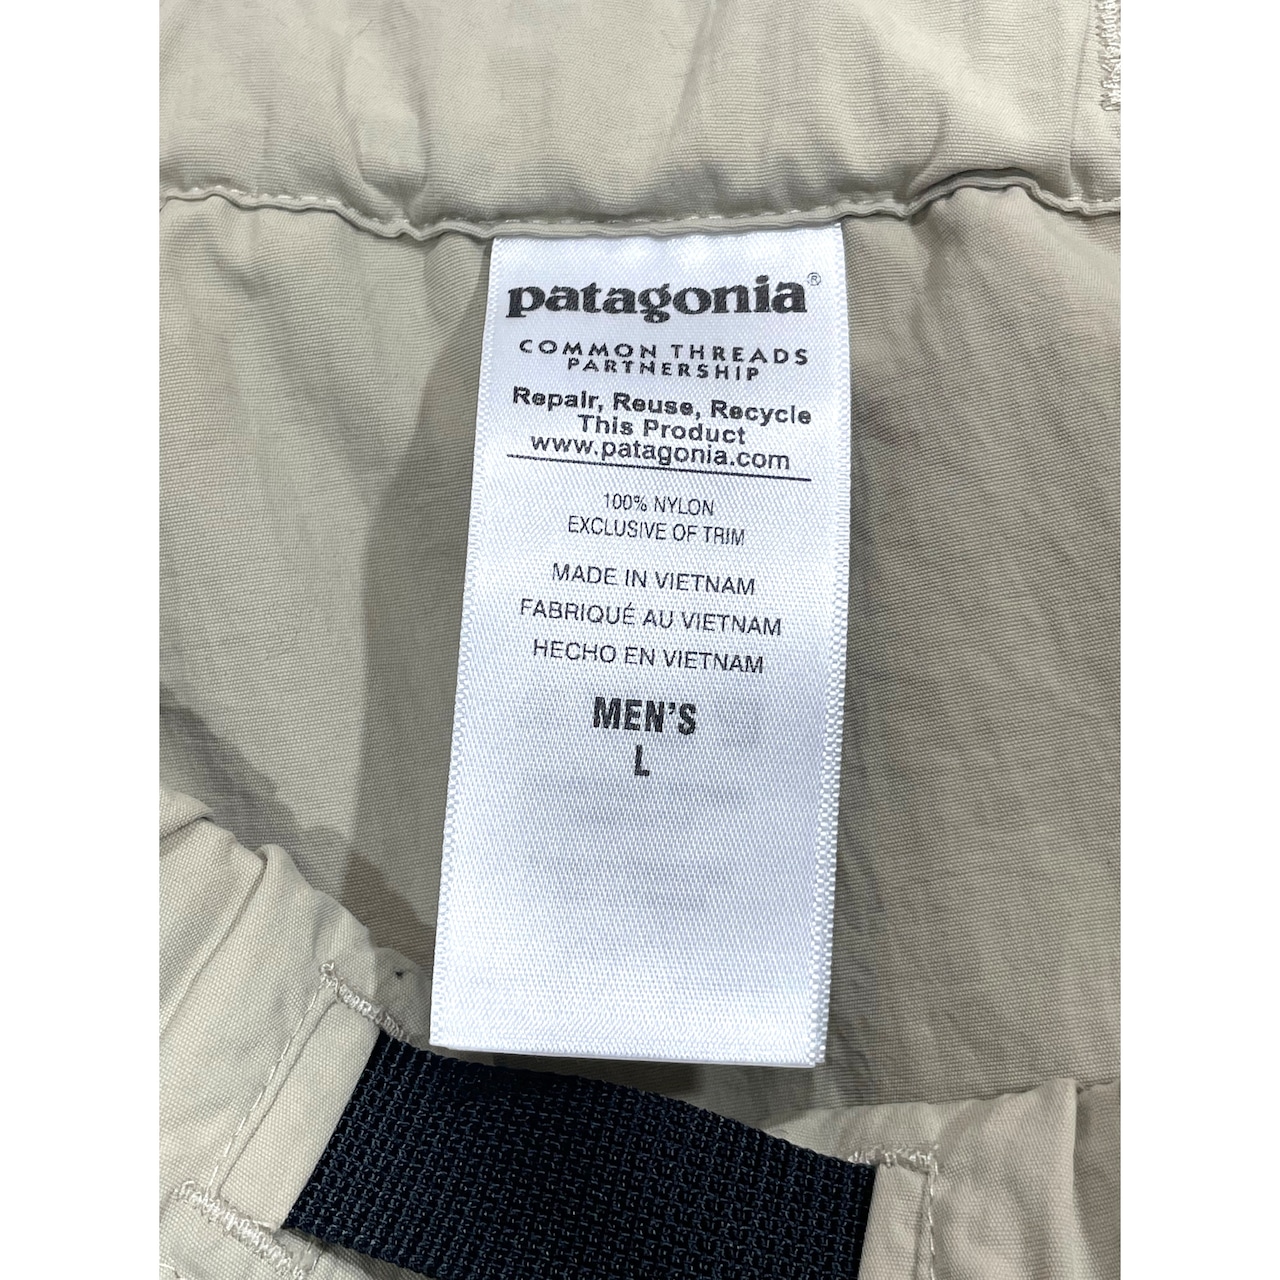 patagonia®
COMMON THREADS
PARTNERSHIP
Repair, Reuse, Recycle
This Product
www.patagonia.com
100% NYLON
EXCLUSIVE OF TRIM
MADE IN VIETNAM
FABRIQUÉ AU VIETNAM
HECHO EN VIETNAM
MEN'S
L